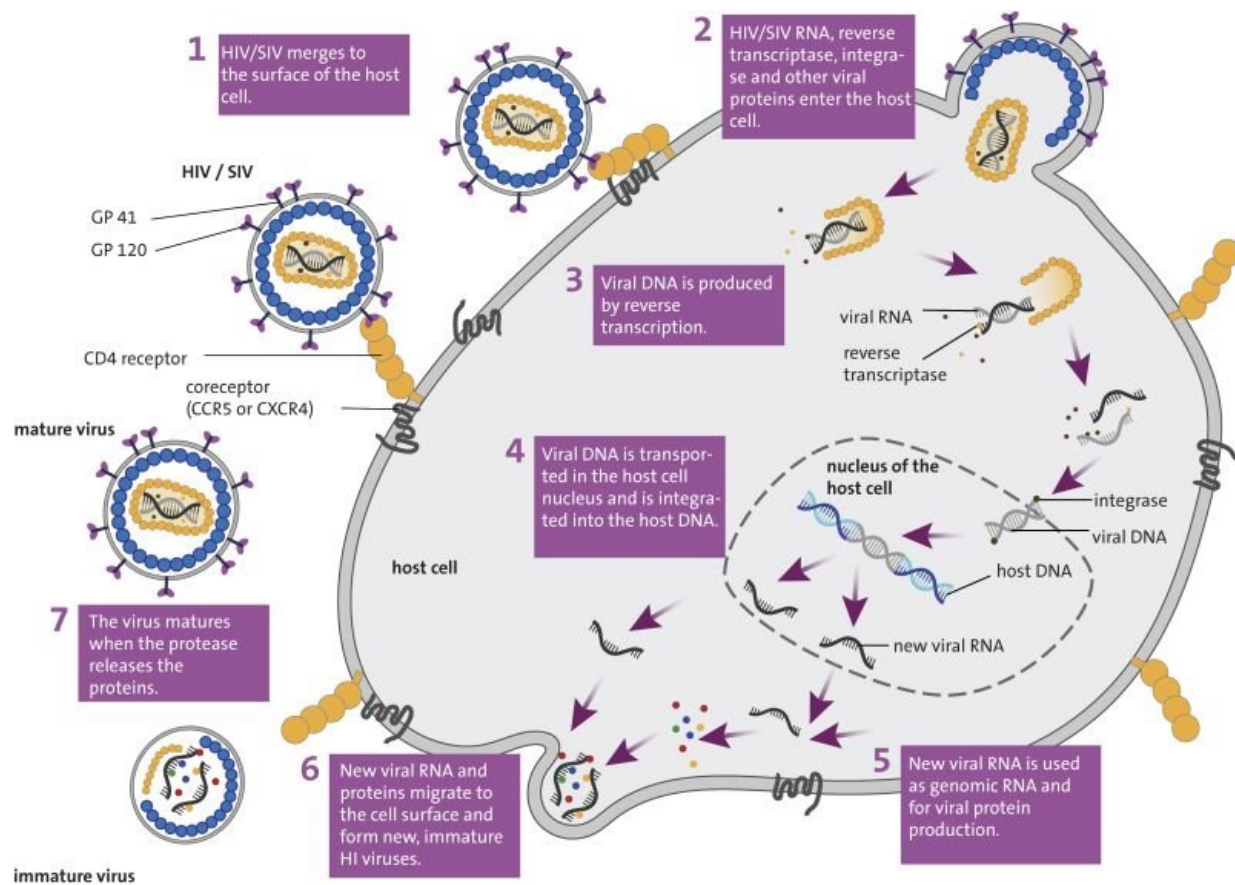 1
HIV/SIV merges to
the surface of the host
cell.
2
HIV/SIV RNA, reverse
transcriptase, integra-
se and other viral
proteins enter the host
cell.
HIV / SIV
GP 41
GP 120
CD4 receptor
coreceptor
(CCR5 or CXCR4)
3
Viral DNA is produced
by reverse
transcription.
viral RNA
reverse
transcriptase
4
Viral DNA is transpor-
ted in the host cell
nucleus and is integra-
ted into the host DNA.
nucleus of the
host cell
integrase
viral DNA
host DNA
new viral RNA
host cell
mature virus
7
The virus matures
when the protease
releases the
proteins.
6
New viral RNA and
proteins migrate to
the cell surface and
form new, immature
HI viruses.
5
New viral RNA is used
as genomic RNA and
for viral protein
production.
immature virus